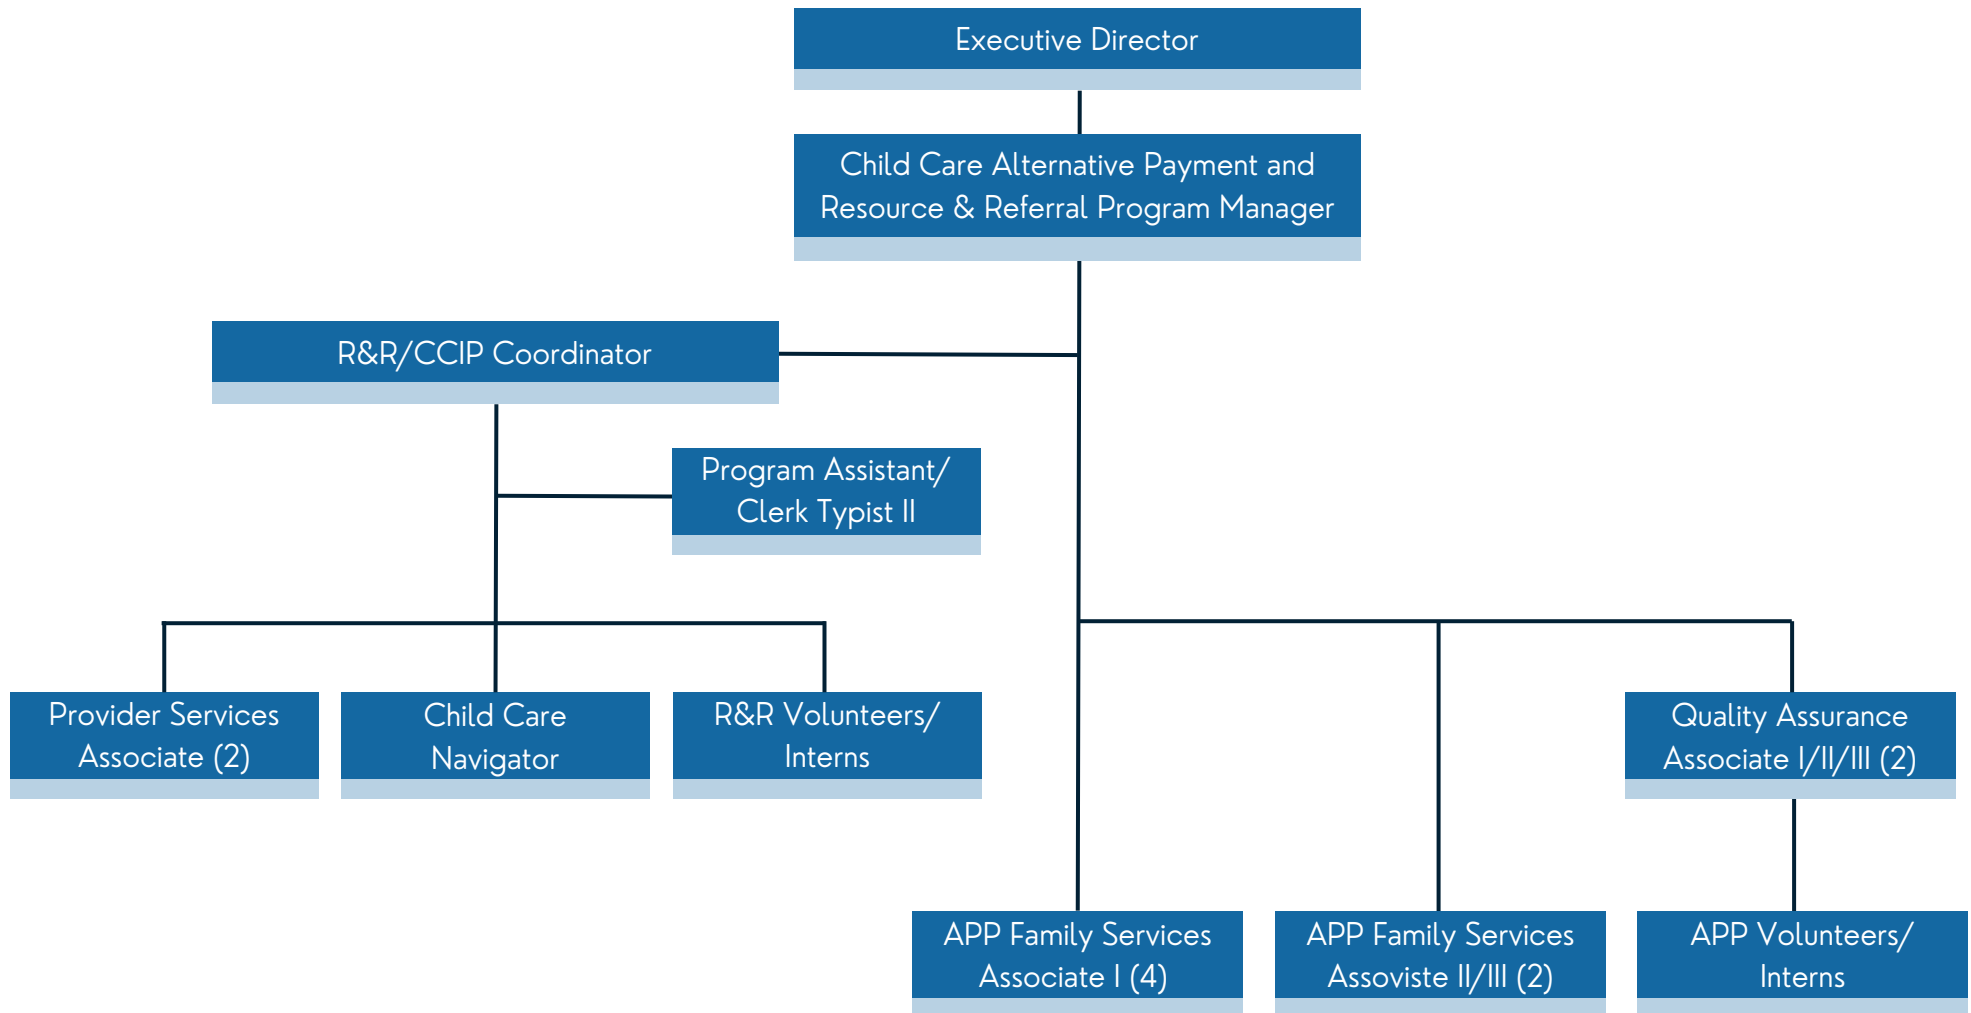 Executive Director
Child Care Alternative Payment and
Resource & Referral Program Manager
R&R/CCIP Coordinator
Program Assistant/
Clerk Typist II
Provider Services
Associate (2)
Child Care
Navigator
R&R Volunteers/
Interns
Quality Assurance
Associate I/II/III (2)
APP Family Services
Associate I (4)
APP Family Services
Assoviste II/III (2)
APP Volunteers/
Interns